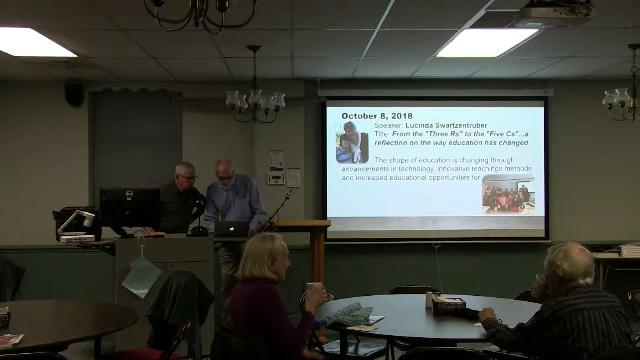 October 8, 2018
Speaker: Lucinda Swartzentruber
Title: From the "Three Rs" to the "Five Cs"...a
reflection on the way education has changed
The shape of education is changing through
advancements in technology, innovative teachings methods
and increased educational opportunities for